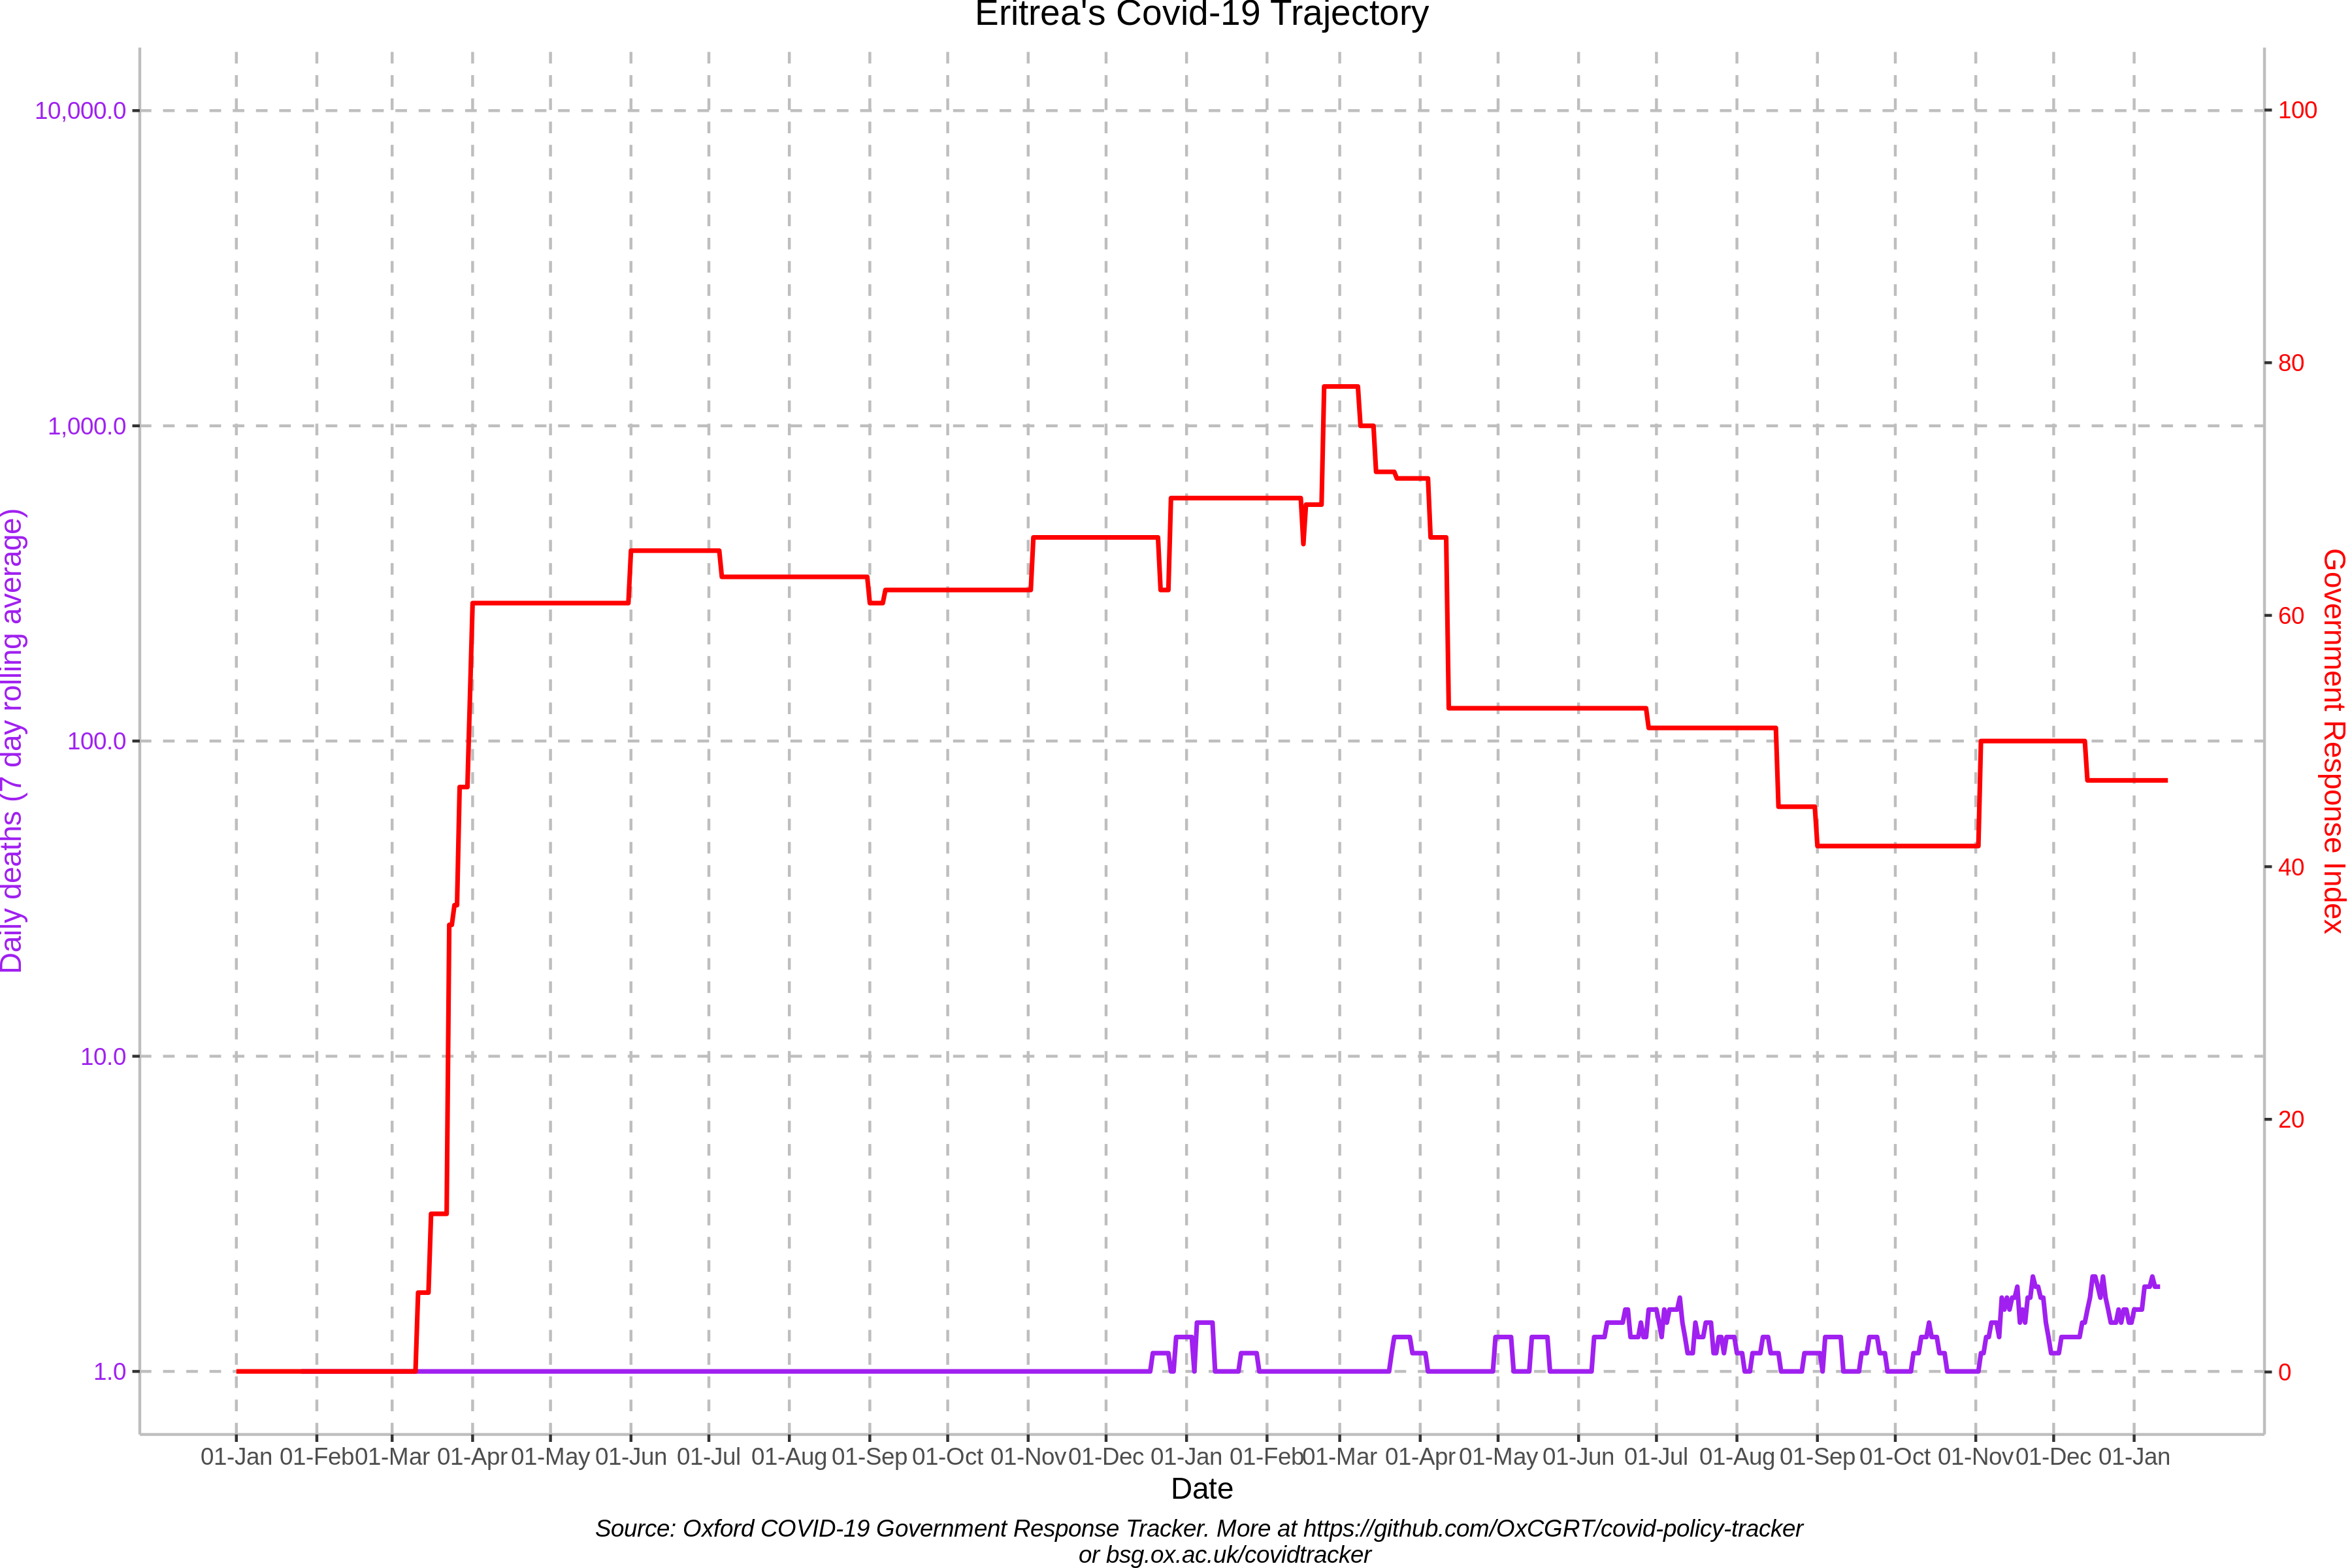 Eritrea's Covid-19 Trajectory
10,000.0
1,000.0
100.0
10.0
1.0
Daily deaths (7 day rolling average)
100
80
60
40
20
0
Government Response Index
01-Jan 01-Feb 01-Mar 01-Apr 01-May 01-Jun 01-Jul 01-Aug 01-Sep 01-Oct 01-Nov 01-Dec 01-Jan 01-Feb 01-Mar 01-Apr 01-May 01-Jun 01-Jul 01-Aug 01-Sep 01-Oct 01-Nov 01-Dec 01-Jan
Date
Source: Oxford COVID-19 Government Response Tracker. More at https://github.com/OxCGRT/covid-policy-tracker
or bsg.ox.ac.uk/covidtracker